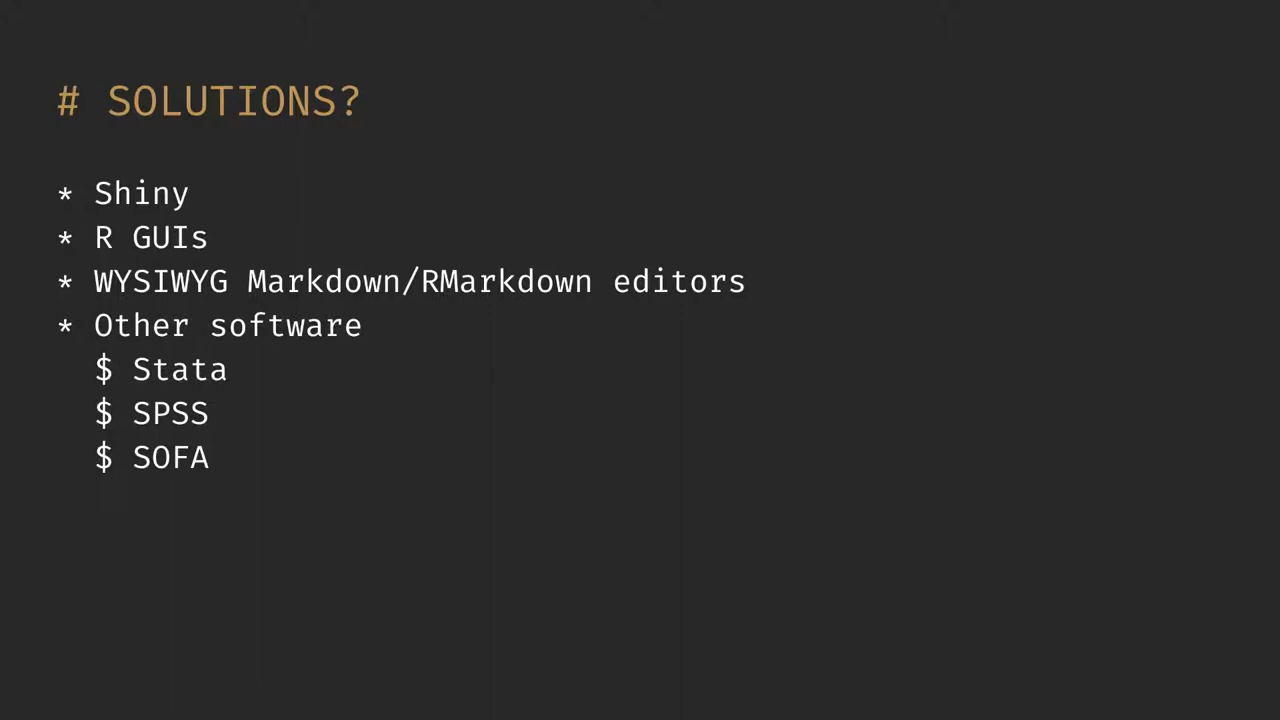 # SOLUTIONS?
* Shiny
* R GUIs
* WYSIWYG Markdown/RMarkdown editors
* Other software
$ Stata
$ SPSS
$ SOFA